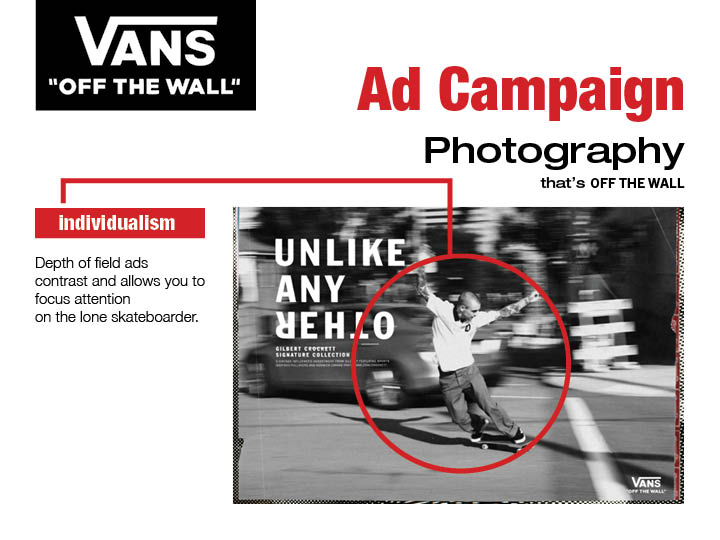 VANS
"OFF THE WALL"
Ad Campaign
Photography
that's OFF THE WALL
individualism
Depth of field ads
contrast and allows you to
focus attention
on the lone skateboarder.
UNLIKE
ANY
OTHER
GILBERT CROCKETT
SIGNATURE COLLECTION
VANS
"OFF THE WALL"